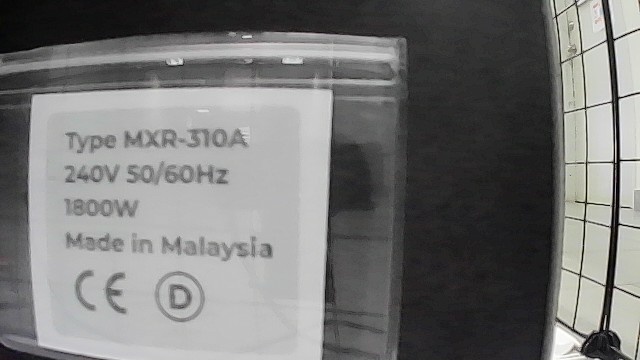 Type MXR-310A
240V 50/60Hz
1800W
Made in Malaysia
CE D